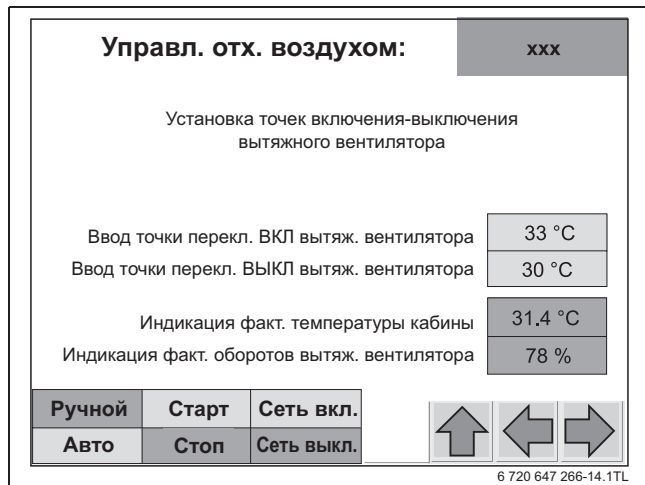 Управл. отх. воздухом: xxx
Установка точек включения-выключения
вытяжного вентилятора
Ввод точки перекл. ВКЛ вытяж. вентилятора 33 °C
Ввод точки перекл. ВЫКЛ вытяж. вентилятора 30 °C
Индикация факт. температуры кабины 31.4 °C
Индикация факт. оборотов вытяж. вентилятора 78 %
Ручной Старт Сеть вкл.
Авто Стоп Сеть выкл.
6 720 647 266-14.1TL